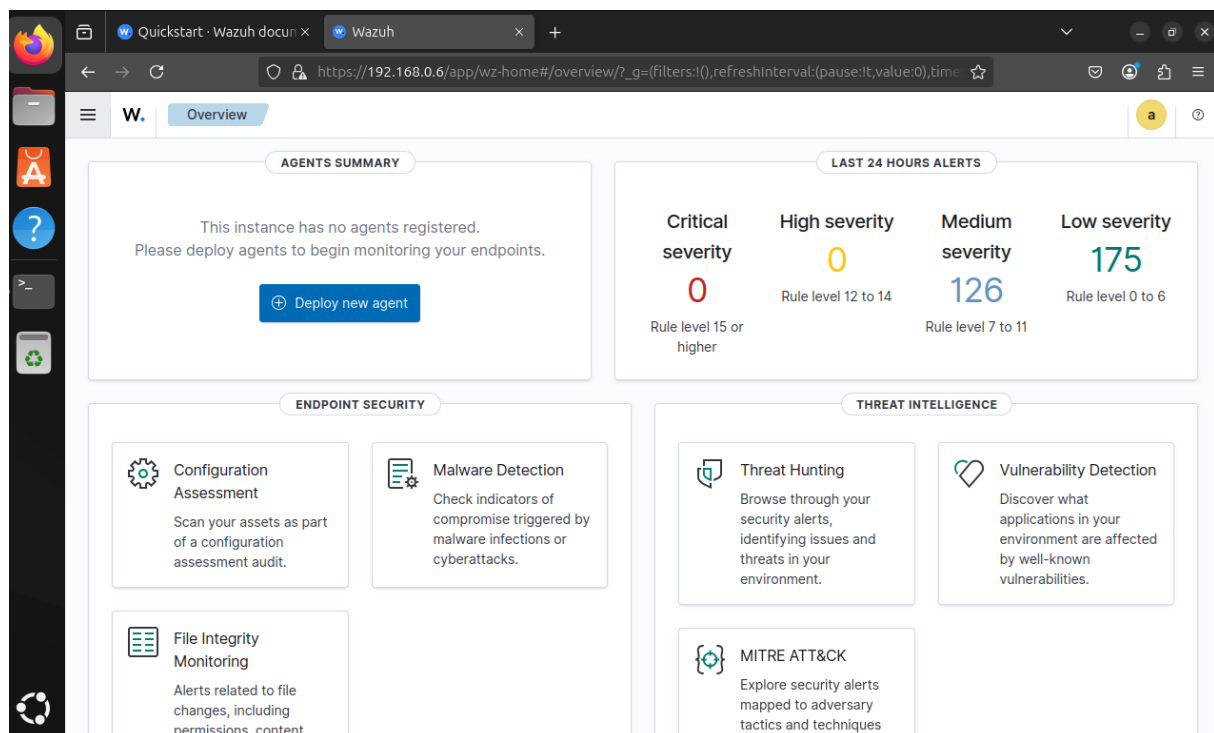 Quickstart · Wazuh docum
Wazuh
https://192.168.0.6/app/wz-home#/overview/?_g=(filters:!(),refreshInterval:(pause:!t,value:0),time
W.
Overview
a
AGENTS SUMMARY
This instance has no agents registered.
Please deploy agents to begin monitoring your endpoints.
Deploy new agent
LAST 24 HOURS ALERTS
Critical
severity
0
Rule level 15 or
higher
High severity
0
Rule level 12 to 14
Medium
severity
126
Rule level 7 to 11
Low severity
175
Rule level 0 to 6
ENDPOINT SECURITY
Configuration
Assessment
Scan your assets as part
of a configuration
assessment audit.
Malware Detection
Check indicators of
compromise triggered by
malware infections or
cyberattacks.
File Integrity
Monitoring
Alerts related to file
changes, including
permissions, content,
THREAT INTELLIGENCE
Threat Hunting
Browse through your
security alerts,
identifying issues and
threats in your
environment.
Vulnerability Detection
Discover what
applications in your
environment are affected
by well-known
vulnerabilities.
MITRE ATT&CK
Explore security alerts
mapped to adversary
tactics and techniques